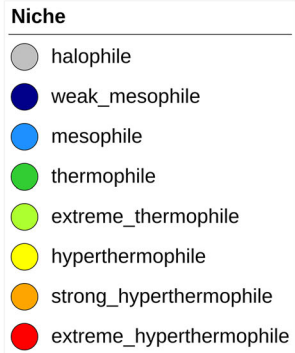 Niche
halophile
weak_mesophile
mesophile
thermophile
extreme_thermophile
hyperthermophile
strong_hyperthermophile
extreme_hyperthermophile